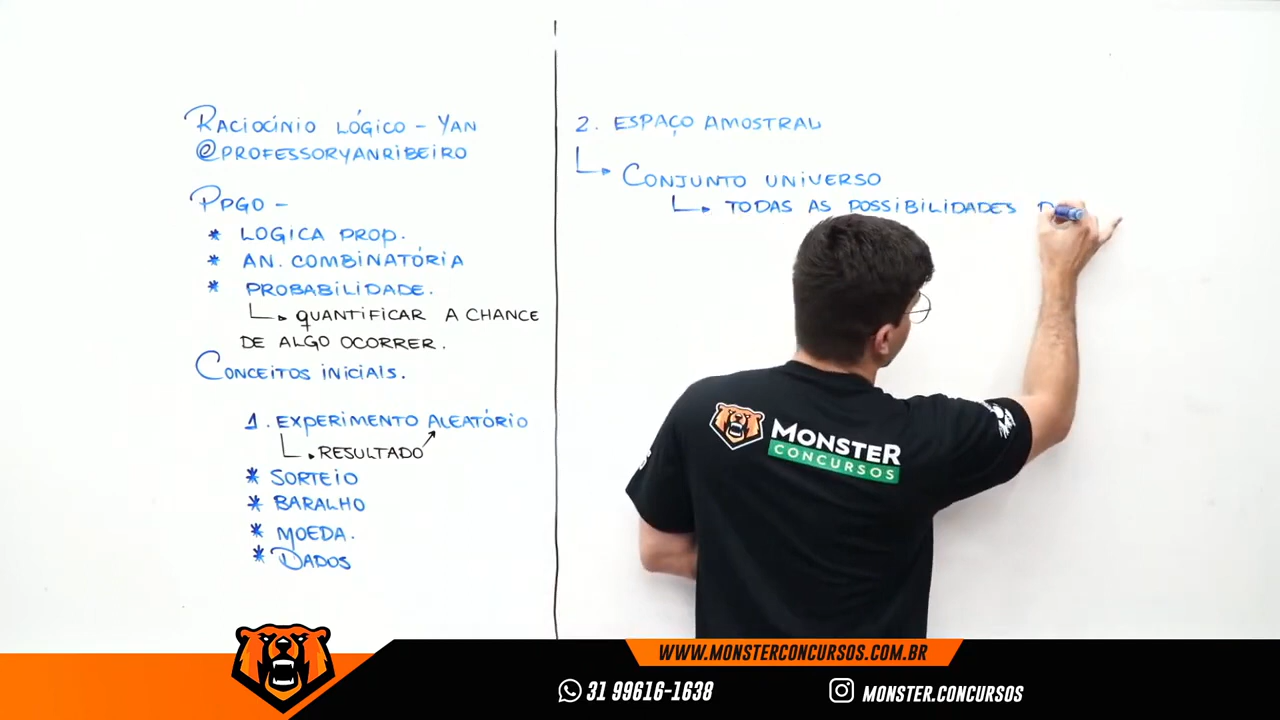 Raciocínio lógico - Yan
@professoryanribeiro
PPGO -
* LOGICA PROP.
* AN. COMBINATÓRIA
* PROBABILIDADE.
QUANTIFICAR A CHANCE
DE ALGO OCORRER.
CONCEITOS INICIAIS.
1. EXPERIMENTO ALEATÓRIO
RESULTADO
* SORTEIO
* BARALHO
* MOEDA.
* DADOS
2. ESPAÇO AMOSTRAL
CONJUNTO UNIVERSO
TODAS AS POSSIBILIDADES
MONSTER
CONCURSOS
WWW.MONSTERCONCURSOS.COM.BR
31 99616-1638
MONSTER.CONCURSOS